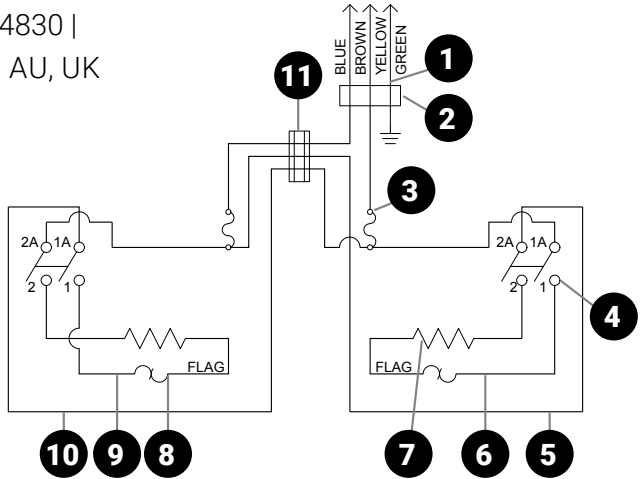 4830 |
AU, UK
BLUE
BROWN
YELLOW
GREEN
1
11
2
3
2A 1A
2 1
2A 1A
2 1
4
FLAG
FLAG
10
9
8
7
6
5